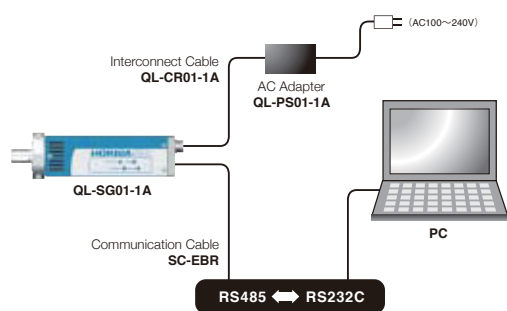 (AC100～240V)
Interconnect Cable
QL-CR01-1A
AC Adapter
QL-PS01-1A
HORIBA
QL-SG01-1A
PC
Communication Cable
SC-EBR
RS485 ⟺ RS232C